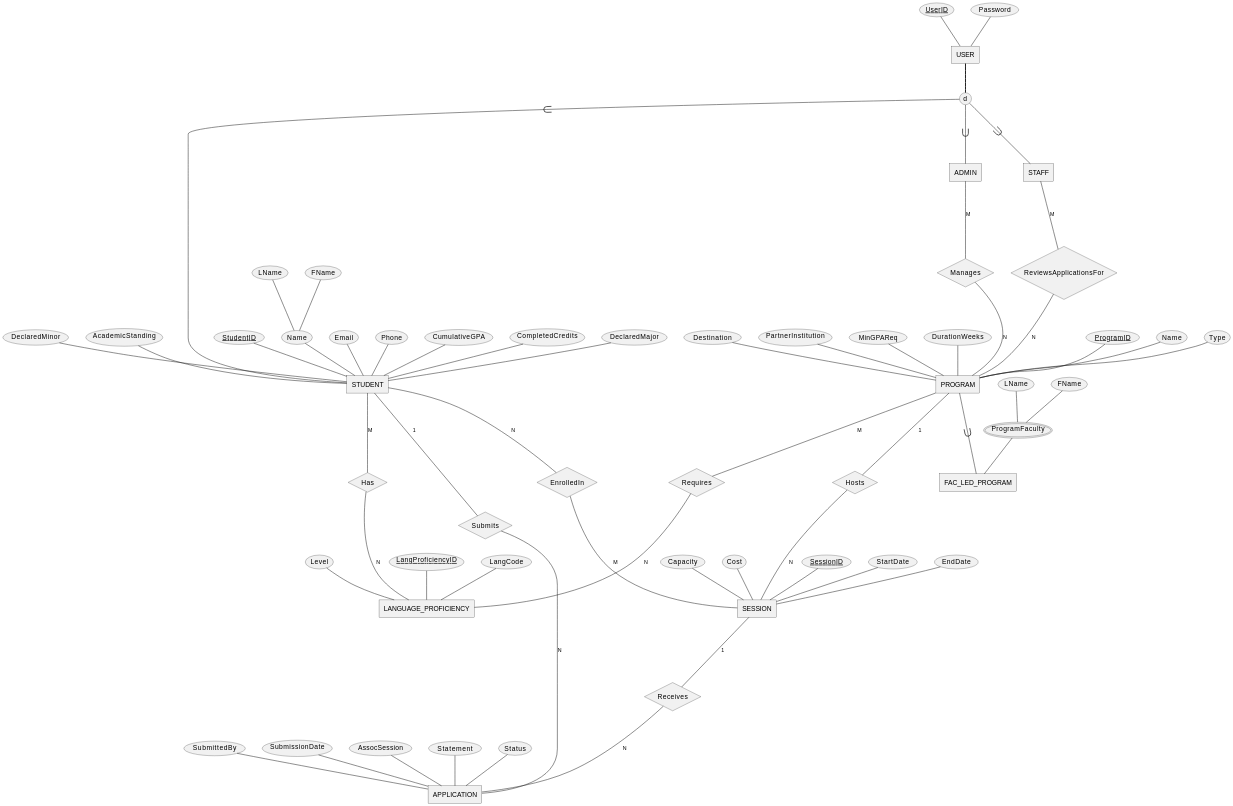 UserID
Password
USER
d
ADMIN
STAFF
M
M
LName
FName
Manages
ReviewsApplicationsFor
DeclaredMinor
AcademicStanding
StudentID
Name
Email
Phone
CumulativeGPA
CompletedCredits
DeclaredMajor
Destination
PartnerInstitution
MinGPAReq
DurationWeeks
N
N
ProgramID
Name
Type
STUDENT
PROGRAM
LName
FName
M
1
N
M
1
ProgramFaculty
Has
EnrolledIn
Requires
Hosts
FAC_LED_PROGRAM
Submits
Level
LangProficiencyID
LangCode
N
M
N
Capacity
Cost
N
SessionID
StartDate
EndDate
LANGUAGE_PROFICIENCY
SESSION
N
1
Receives
SubmittedBy
SubmissionDate
AssocSession
Statement
Status
N
APPLICATION